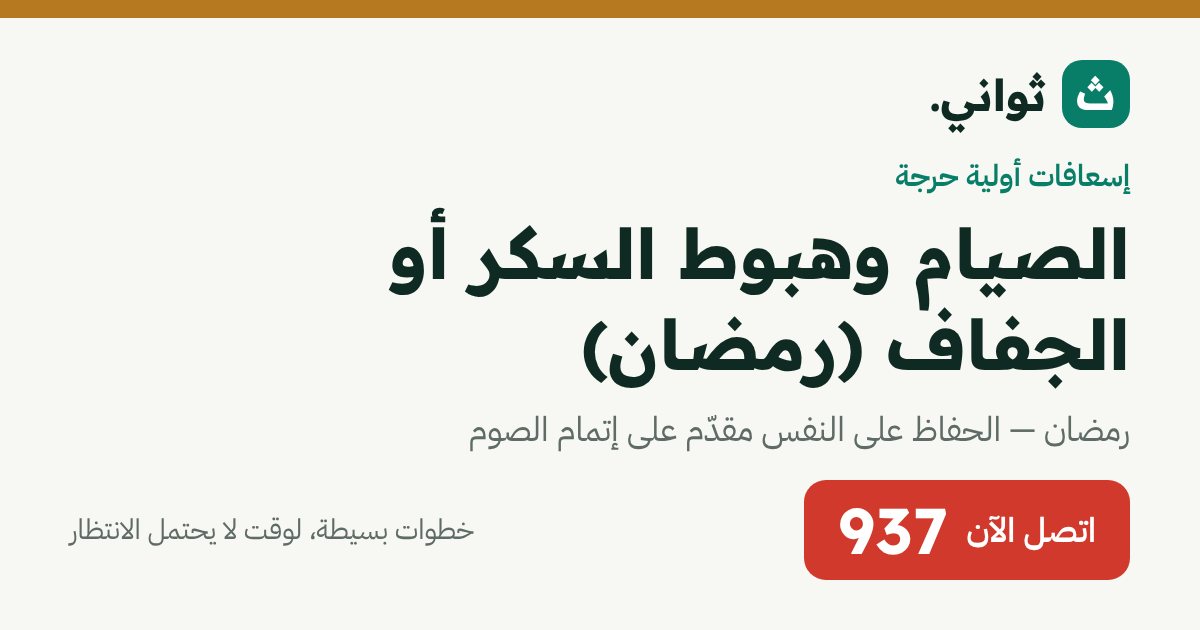 ث
ثواني.
إسعافات أولية حرجة
الصيام وهبوط السكر أو
الجفاف (رمضان)
رمضان — الحفاظ على النفس مقدّم على إتمام الصوم
اتصل الآن 937
خطوات بسيطة، لوقت لا يحتمل الانتظار